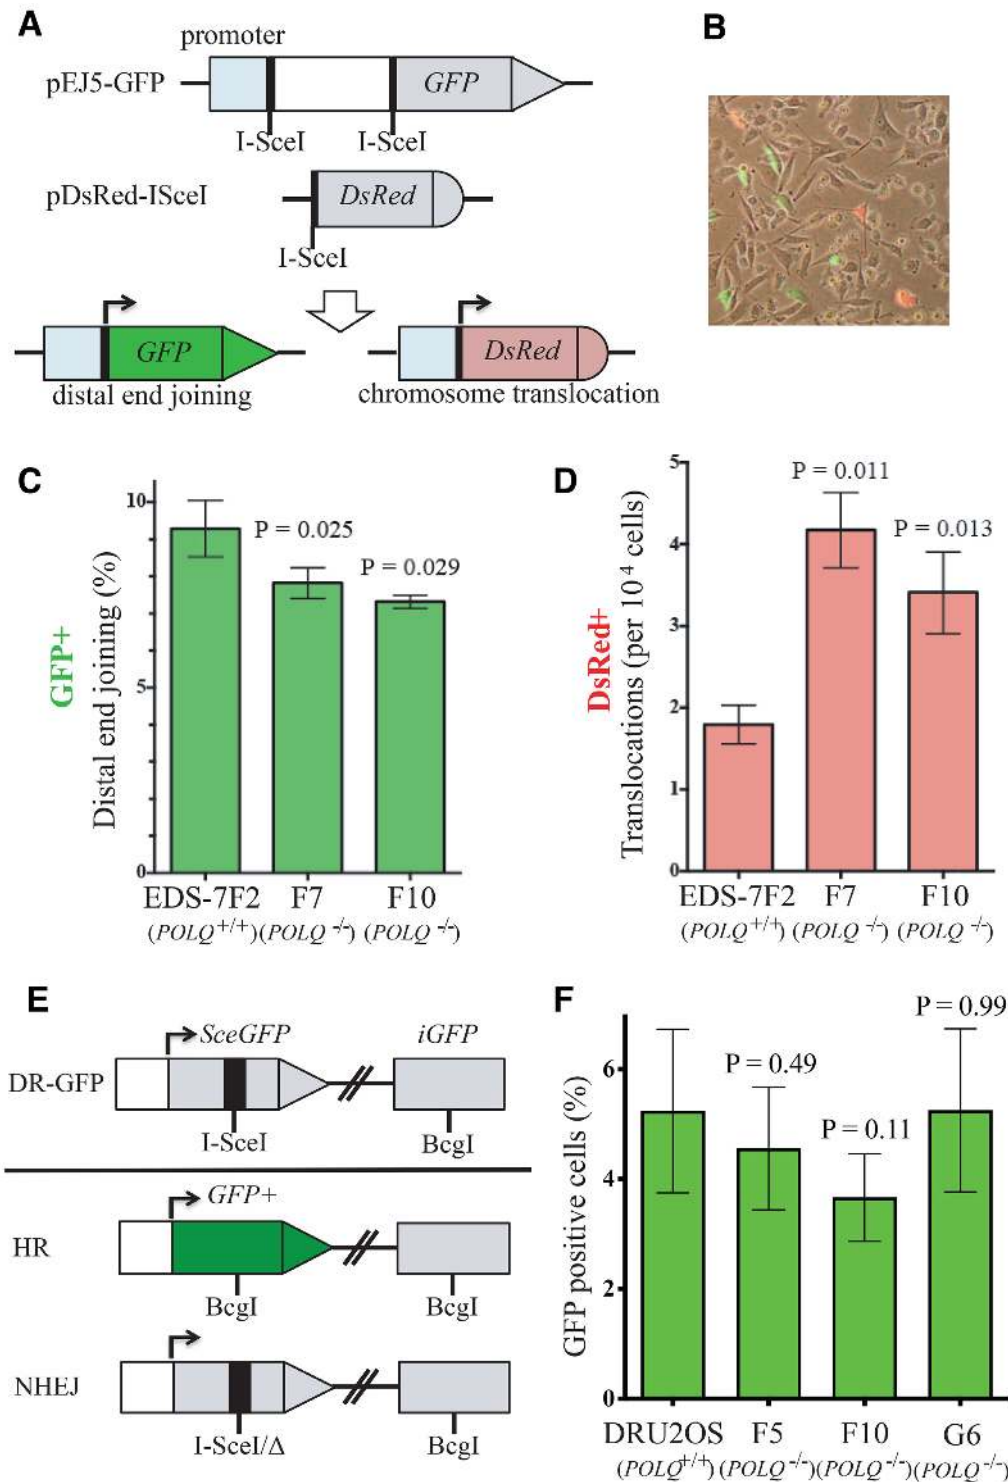 A
promoter
pEJ5-GFP
GFP
I-SceI
I-SceI
pDsRed-ISceI
DsRed
I-SceI
GFP
DsRed
distal end joining
chromosome translocation
B
C
GFP+
Distal end joining (%)
10
5
0
P = 0.025
P = 0.029
EDS-7F2
F7
F10
(POLQ +/+)
(POLQ -/-)
(POLQ -/-)
D
DsRed+
Translocations (per 10 4 cells)
5
4
3
2
1
0
P = 0.011
P = 0.013
EDS-7F2
F7
F10
(POLQ +/+)
(POLQ -/-)
(POLQ -/-)
E
SceGFP
iGFP
DR-GFP
I-SceI
BcgI
GFP+
HR
BcgI
BcgI
NHEJ
I-SceI/Δ
BcgI
F
GFP positive cells (%)
6
4
2
0
P = 0.49
P = 0.11
P = 0.99
DRU2OS
F5
F10
G6
(POLQ+/+)
(POLQ -/-)
(POLQ -/-)
(POLQ -/-)